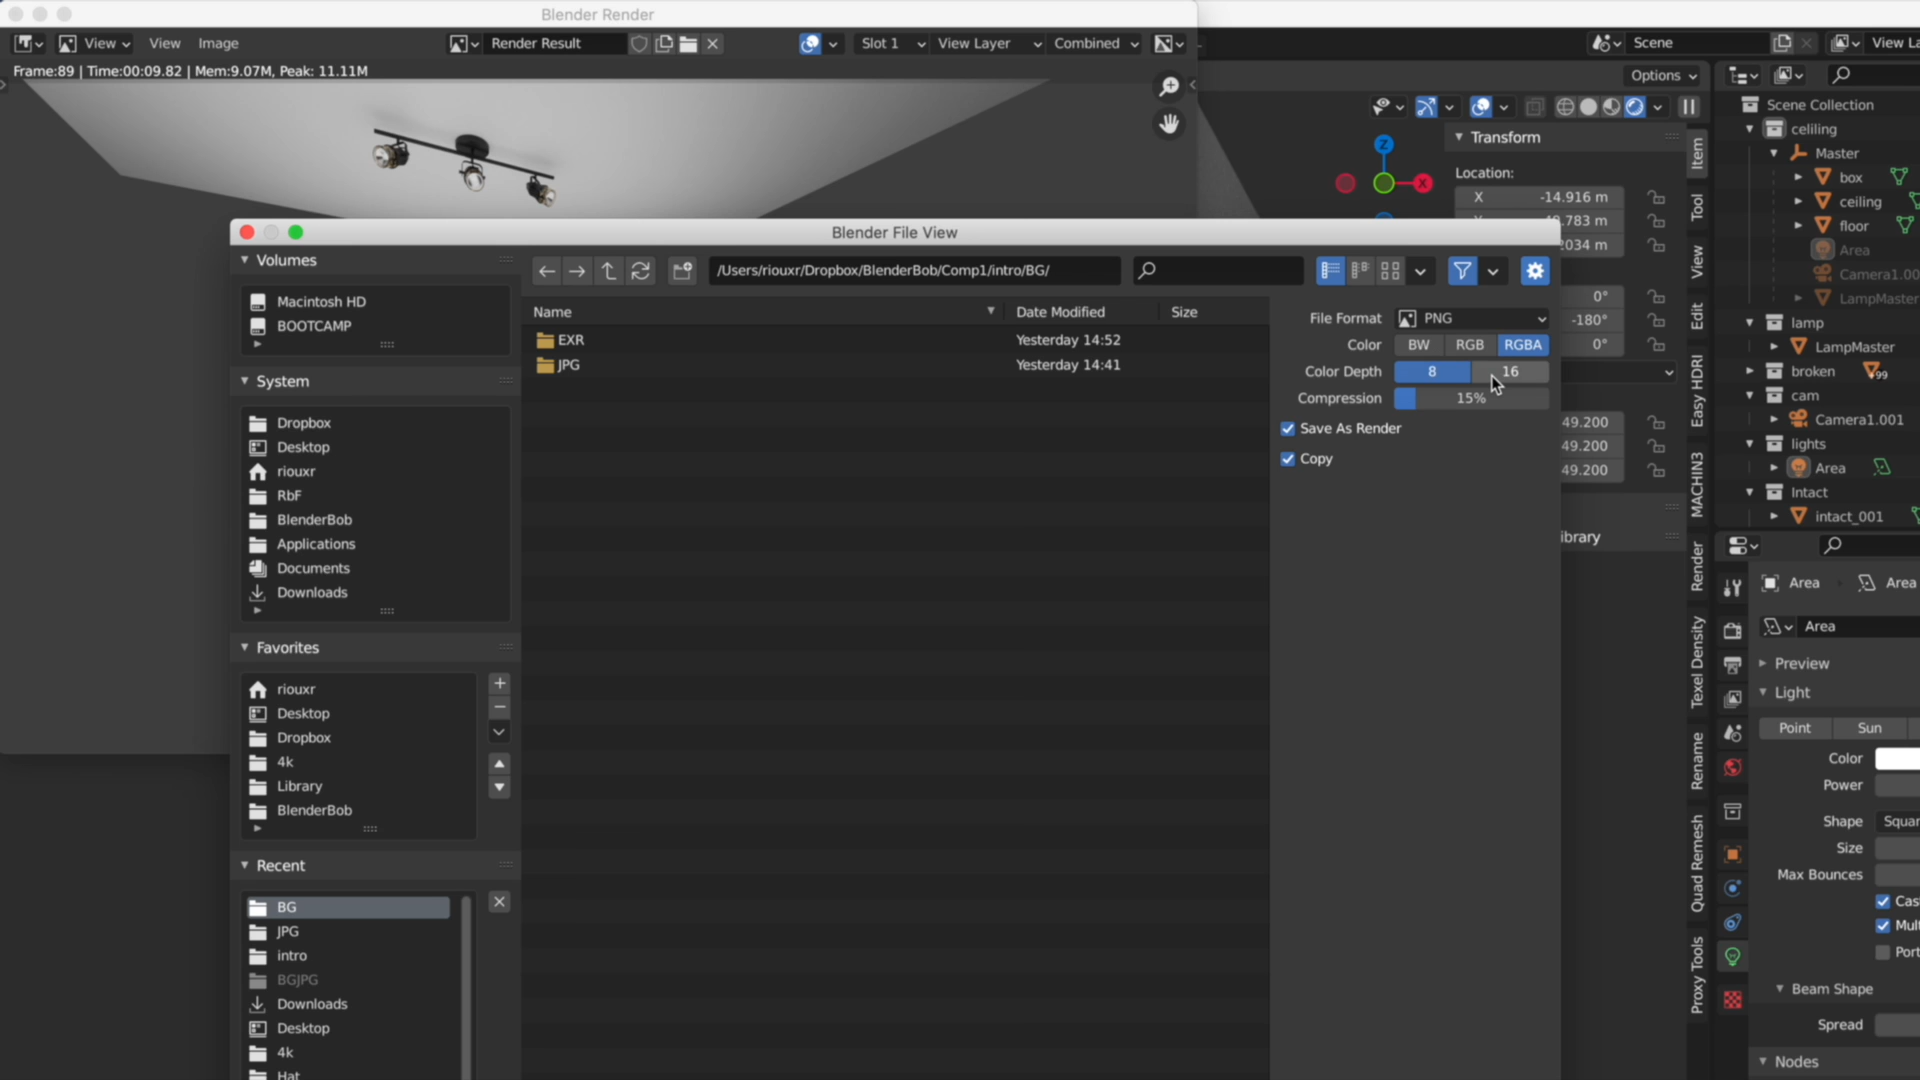 Blender Render
View
View
Image
Render Result
Slot 1
View Layer
Combined
Scene
View La
Frame:89 | Time:00:09.82 | Mem:9.07M, Peak: 11.11M
Options
Scene Collection
ceiliing
Master
box
ceiling
floor
Area
Camera1.00
LampMaster
lamp
LampMaster
broken
99
cam
Camera1.001
lights
Area
Intact
intact_001
Z
X
Transform
Location:
X
-14.916 m
783 m
2034 m
0°
-180°
0°
49.200
49.200
49.200
ibrary
Item
Tool
View
Edit
Easy HDRI
MACHIN3
Render
Texel Density
Rename
Quad Remesh
Proxy Tools
Blender File View
Volumes
Macintosh HD
BOOTCAMP
System
Dropbox
Desktop
riouxr
RbF
BlenderBob
Applications
Documents
Downloads
Favorites
riouxr
Desktop
Dropbox
4k
Library
BlenderBob
Recent
BG
JPG
intro
BGJPG
Downloads
Desktop
4k
Hat
/Users/riouxr/Dropbox/BlenderBob/Comp1/intro/BG/
Name
Date Modified
Size
EXR
Yesterday 14:52
JPG
Yesterday 14:41
File Format
PNG
Color
BW
RGB
RGBA
Color Depth
8
16
Compression
15%
Save As Render
Copy
Area
Area
Area
Preview
Light
Point
Sun
Color
Power
Shape
Squar
Size
Max Bounces
Cas
Mul
Port
Beam Shape
Spread
Nodes